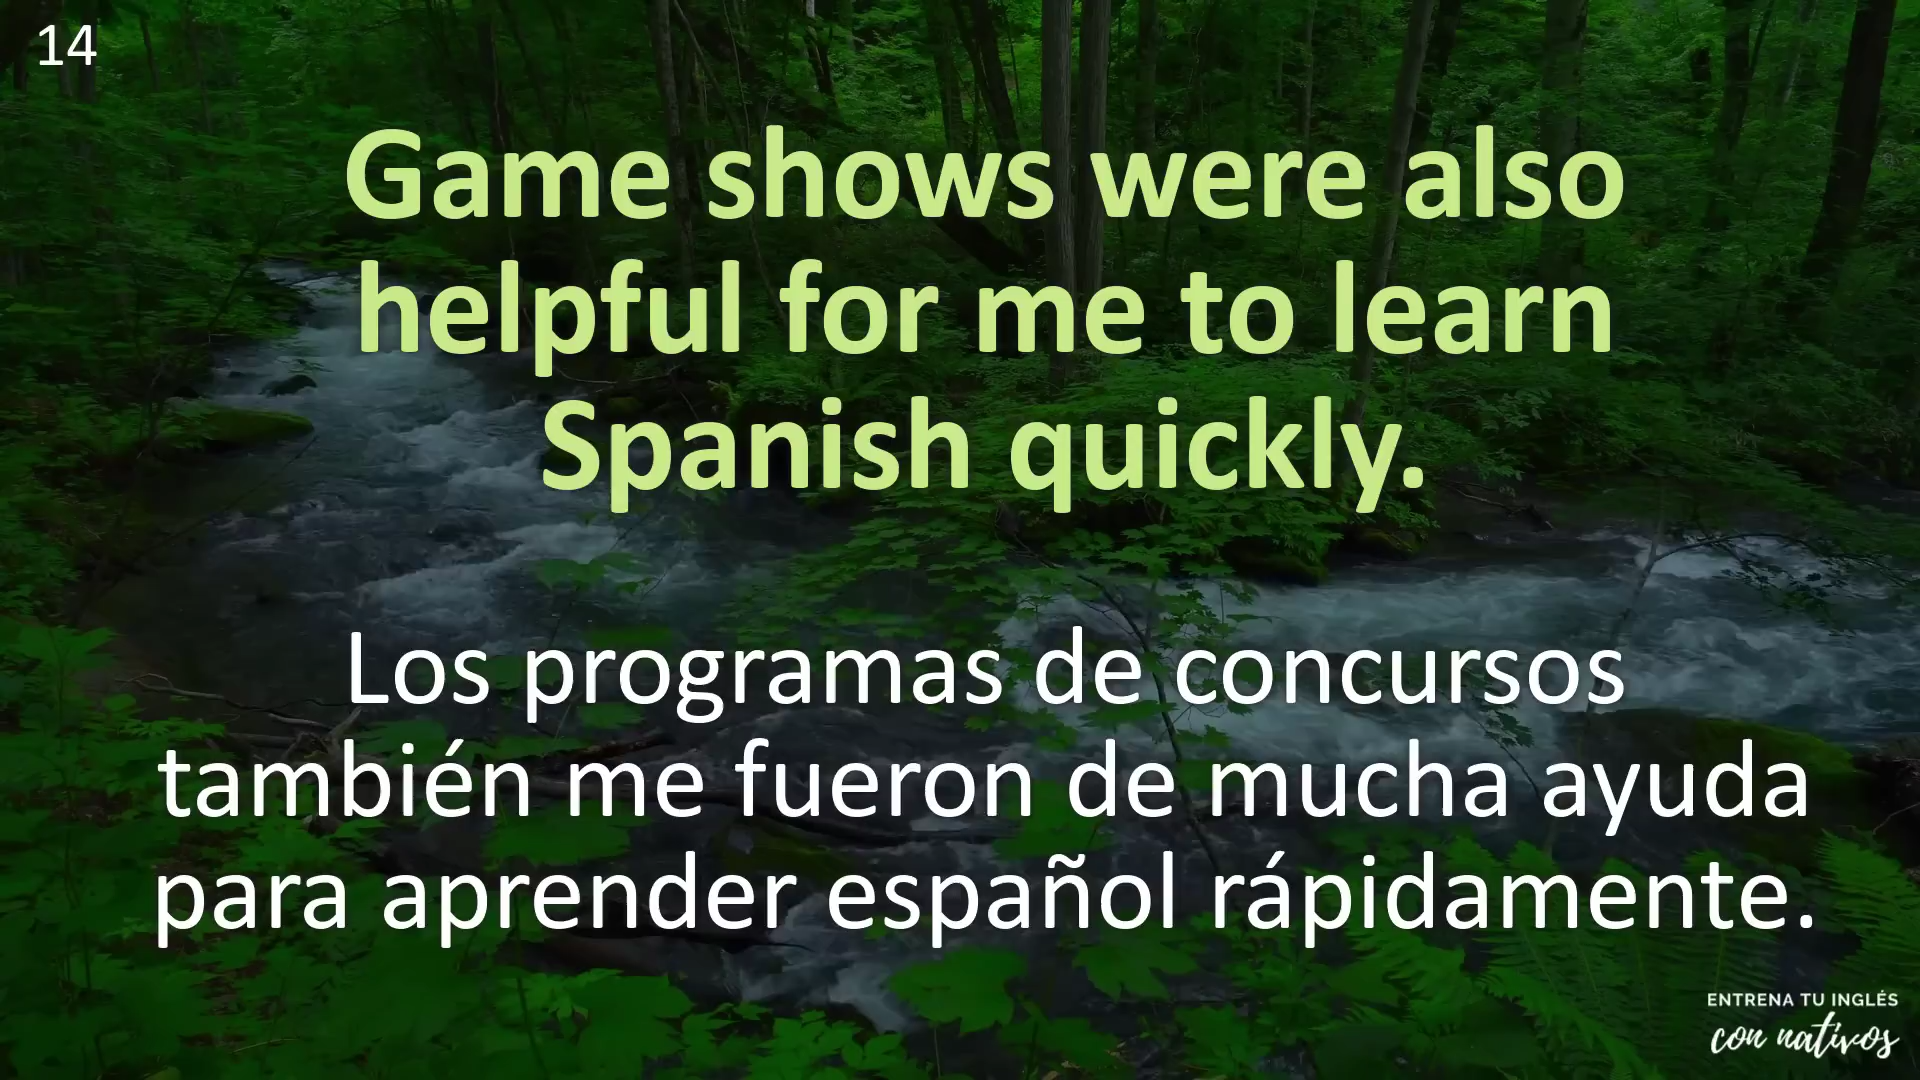 14
Game shows were also
helpful for me to learn
Spanish quickly.
Los programas de concursos
también me fueron de mucha ayuda
para aprender español rápidamente.
ENTRENA TU INGLÉS
con nativos